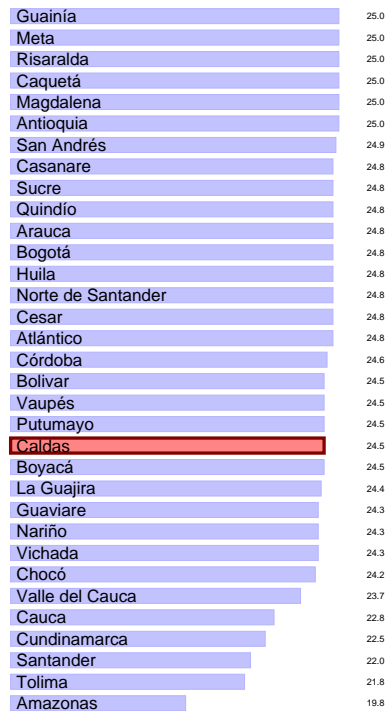 Guainía 25.0
Meta 25.0
Risaralda 25.0
Caquetá 25.0
Magdalena 25.0
Antioquia 25.0
San Andrés 24.9
Casanare 24.8
Sucre 24.8
Quindío 24.8
Arauca 24.8
Bogotá 24.8
Huila 24.8
Norte de Santander 24.8
Cesar 24.8
Atlántico 24.8
Córdoba 24.6
Bolivar 24.5
Vaupés 24.5
Putumayo 24.5
Caldas 24.5
Boyacá 24.5
La Guajira 24.4
Guaviare 24.3
Nariño 24.3
Vichada 24.3
Chocó 24.2
Valle del Cauca 23.7
Cauca 22.8
Cundinamarca 22.5
Santander 22.0
Tolima 21.8
Amazonas 19.8